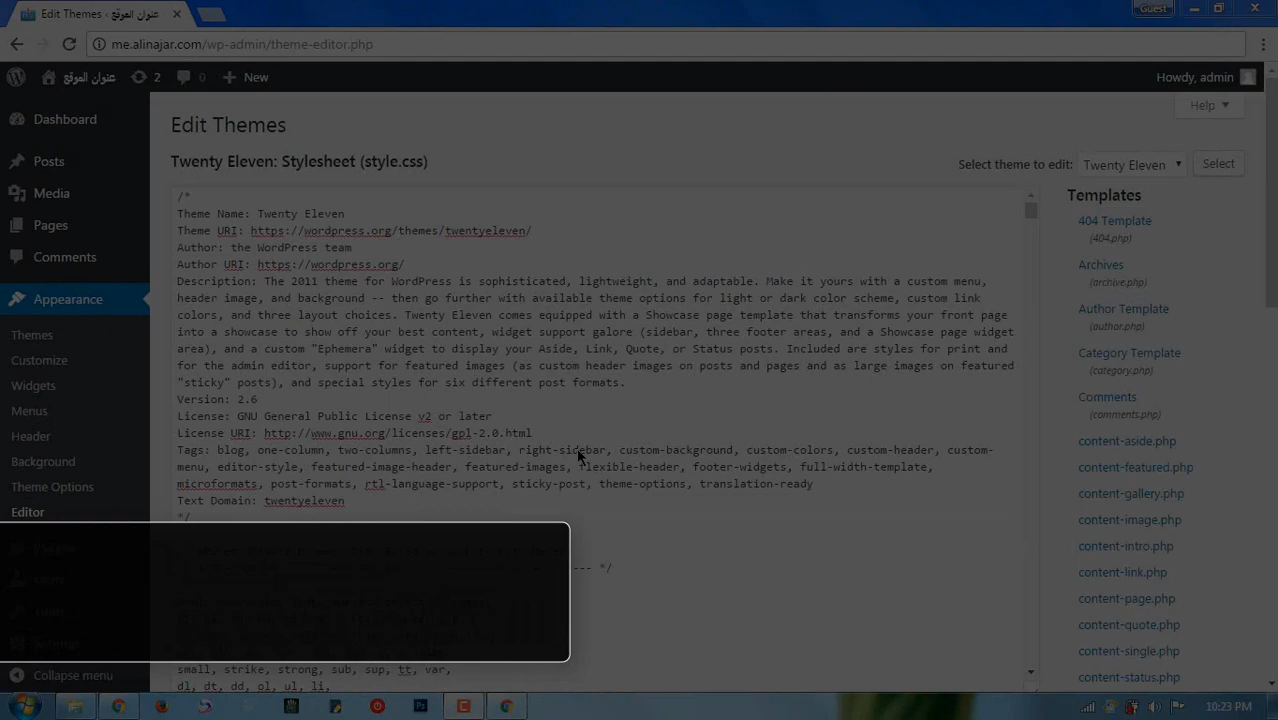 Edit Themes ‹ عنوان الموقع
Guest
me.alinajar.com/wp-admin/theme-editor.php
عنوان الموقع
2
0
New
Howdy, admin
Help
Dashboard
Posts
Media
Pages
Comments
Appearance
Themes
Customize
Widgets
Menus
Header
Background
Theme Options
Editor
Collapse menu
Edit Themes
Twenty Eleven: Stylesheet (style.css)
Select theme to edit: Twenty Eleven Select
/*
Theme Name: Twenty Eleven
Theme URI: https://wordpress.org/themes/twentyeleven/
Author: the WordPress team
Author URI: https://wordpress.org/
Description: The 2011 theme for WordPress is sophisticated, lightweight, and adaptable. Make it yours with a custom menu,
header image, and background -- then go further with available theme options for light or dark color scheme, custom link
colors, and three layout choices. Twenty Eleven comes equipped with a Showcase page template that transforms your front page
into a showcase to show off your best content, widget support galore (sidebar, three footer areas, and a Showcase page widget
area), and a custom "Ephemera" widget to display your Aside, Link, Quote, or Status posts. Included are styles for print and
for the admin editor, support for featured images (as custom header images on posts and pages and as large images on featured
"sticky" posts), and special styles for six different post formats.
Version: 2.6
License: GNU General Public License v2 or later
License URI: http://www.gnu.org/licenses/gpl-2.0.html
Tags: blog, one-column, two-columns, left-sidebar, right-sidebar, custom-background, custom-colors, custom-header, custom-
menu, editor-style, featured-image-header, featured-images, flexible-header, footer-widgets, full-width-template,
microformats, post-formats, rtl-language-support, sticky-post, theme-options, translation-ready
Text Domain: twentyeleven
*/
--- */
small, strike, strong, sub, sup, tt, var,
dl, dt, dd, ol, ul, li,
Templates
404 Template
(404.php)
Archives
(archive.php)
Author Template
(author.php)
Category Template
(category.php)
Comments
(comments.php)
content-aside.php
content-featured.php
content-gallery.php
content-image.php
content-intro.php
content-link.php
content-page.php
content-quote.php
content-single.php
content-status.php
10:23 PM